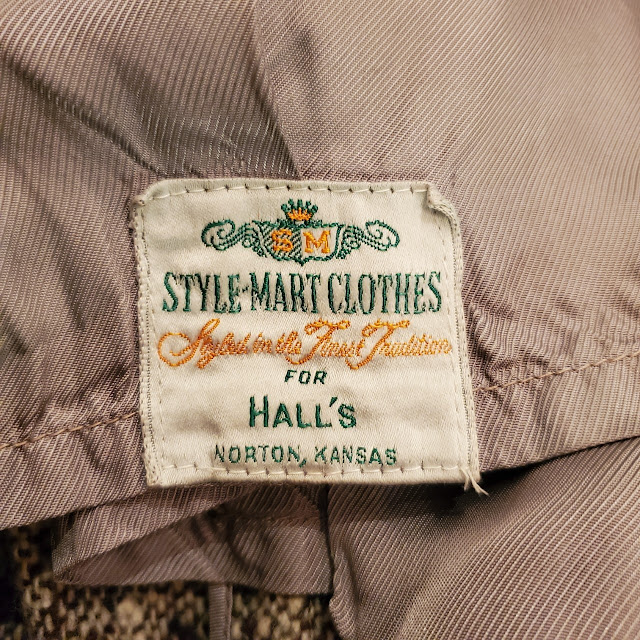 SM
STYLE-MART CLOTHES
Styled in the Finest Tradition
FOR
HALL'S
NORTON, KANSAS